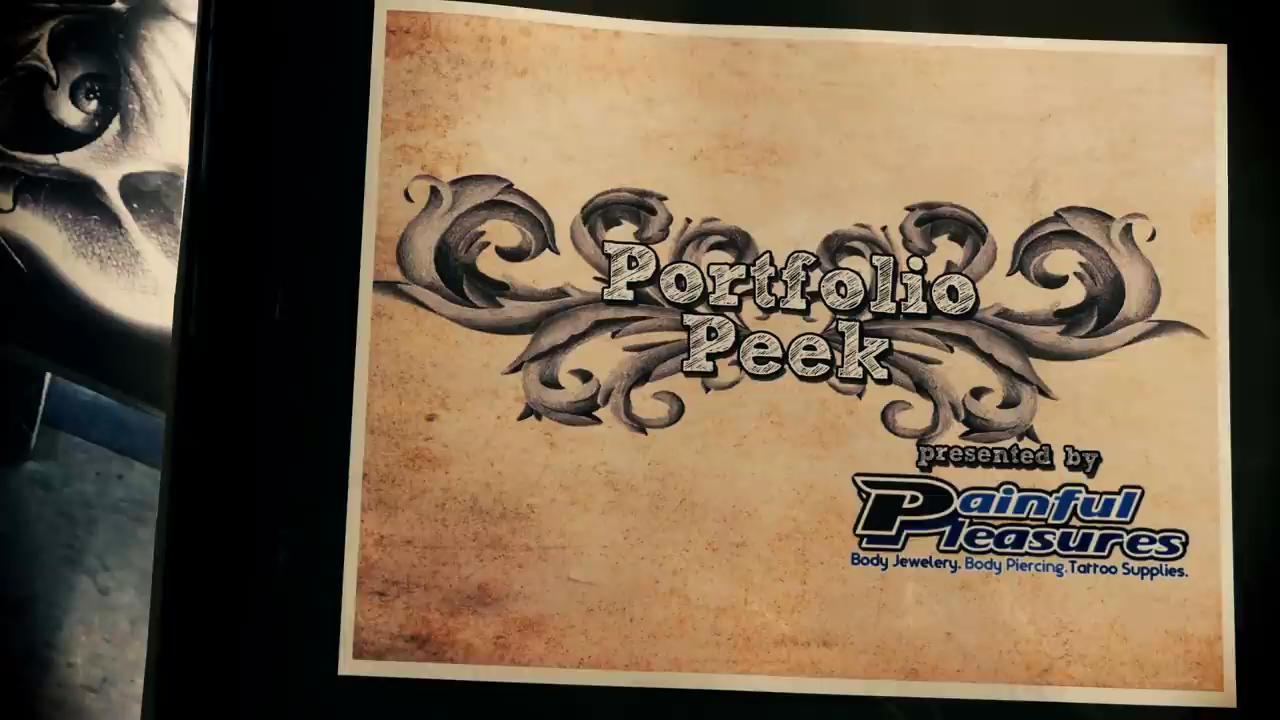 Portfolio
Peek
presented by
Painful
Pleasures
Body Jewelery. Body Piercing. Tattoo Supplies.